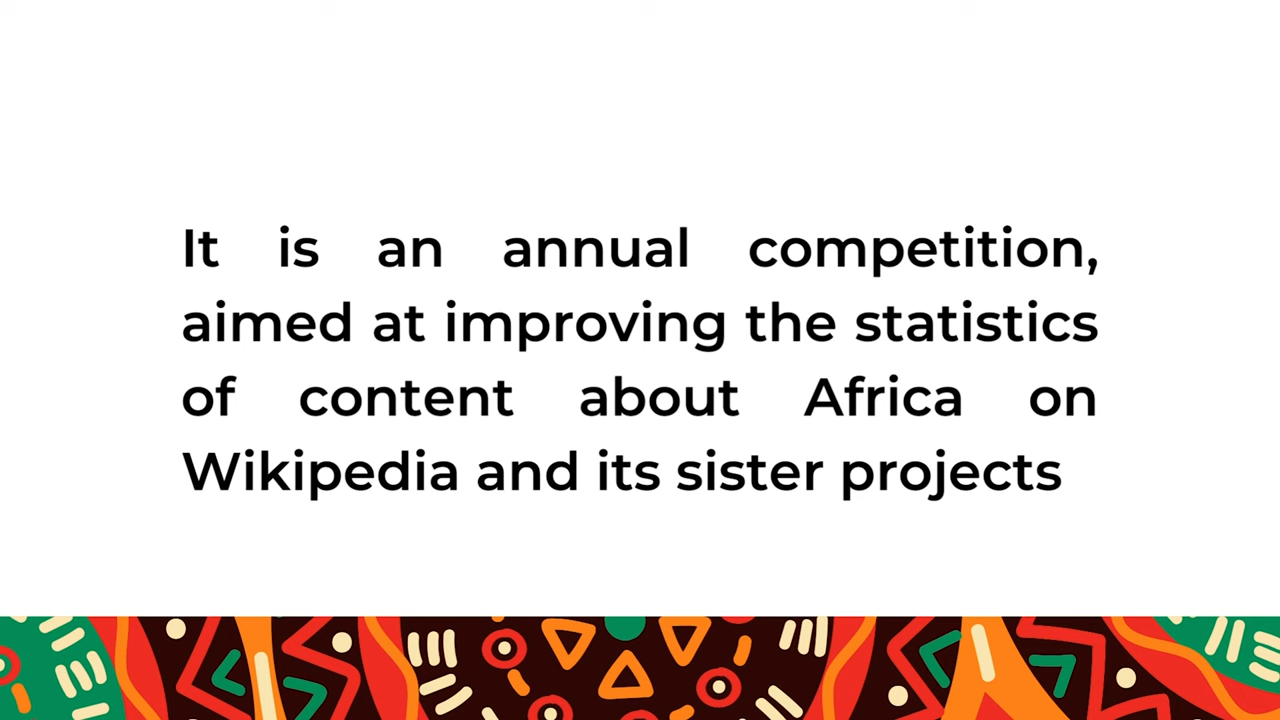 It is an annual competition,
aimed at improving the statistics
of content about Africa on
Wikipedia and its sister projects